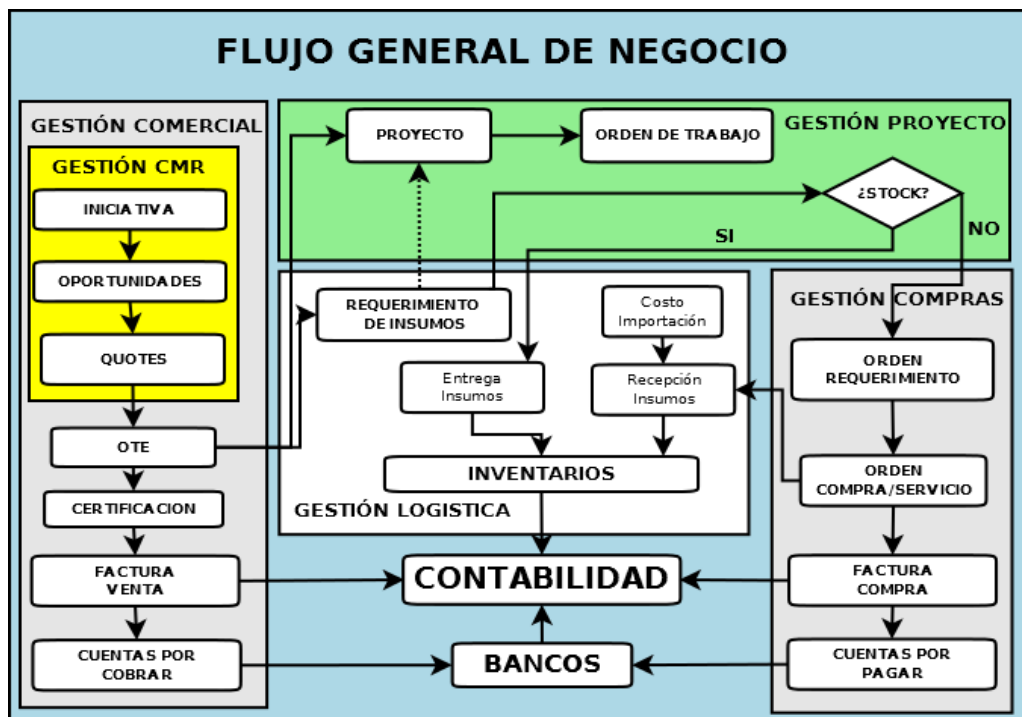 FLUJO GENERAL DE NEGOCIO
GESTIÓN COMERCIAL
GESTIÓN CMR
INICIATIVA
OPORTUNIDADES
QUOTES
OTE
CERTIFICACION
FACTURA
VENTA
CUENTAS POR
COBRAR
PROYECTO
ORDEN DE TRABAJO
GESTIÓN PROYECTO
¿STOCK?
SI
NO
REQUERIMIENTO
DE INSUMOS
Costo
Importación
Entrega
Insumos
Recepción
Insumos
INVENTARIOS
GESTIÓN LOGISTICA
CONTABILIDAD
BANCOS
GESTIÓN COMPRAS
ORDEN
REQUERIMIENTO
ORDEN
COMPRA/SERVICIO
FACTURA
COMPRA
CUENTAS POR
PAGAR